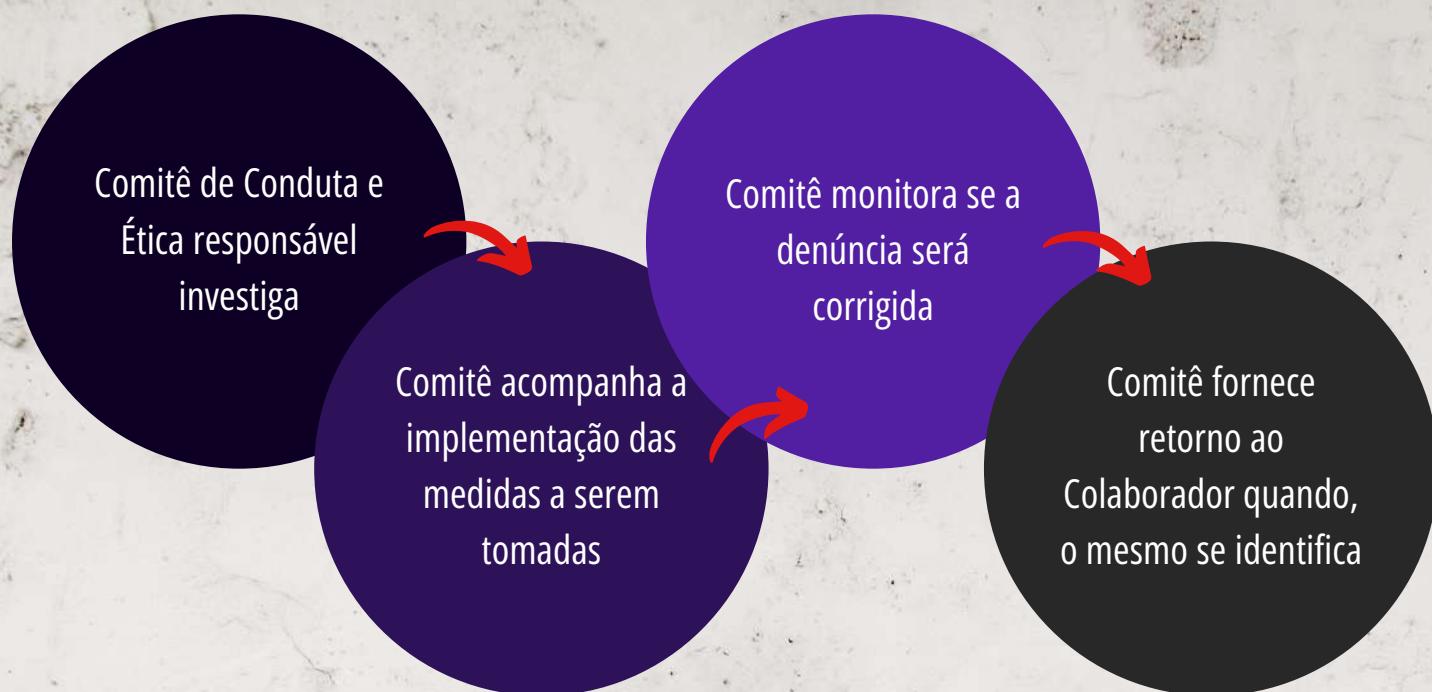 Comitê de Conduta e
Ética responsável
investiga
Comitê acompanha a
implementação das
medidas a serem
tomadas
Comitê monitora se a
denúncia será
corrigida
Comitê fornece
retorno ao
Colaborador quando,
o mesmo se identifica